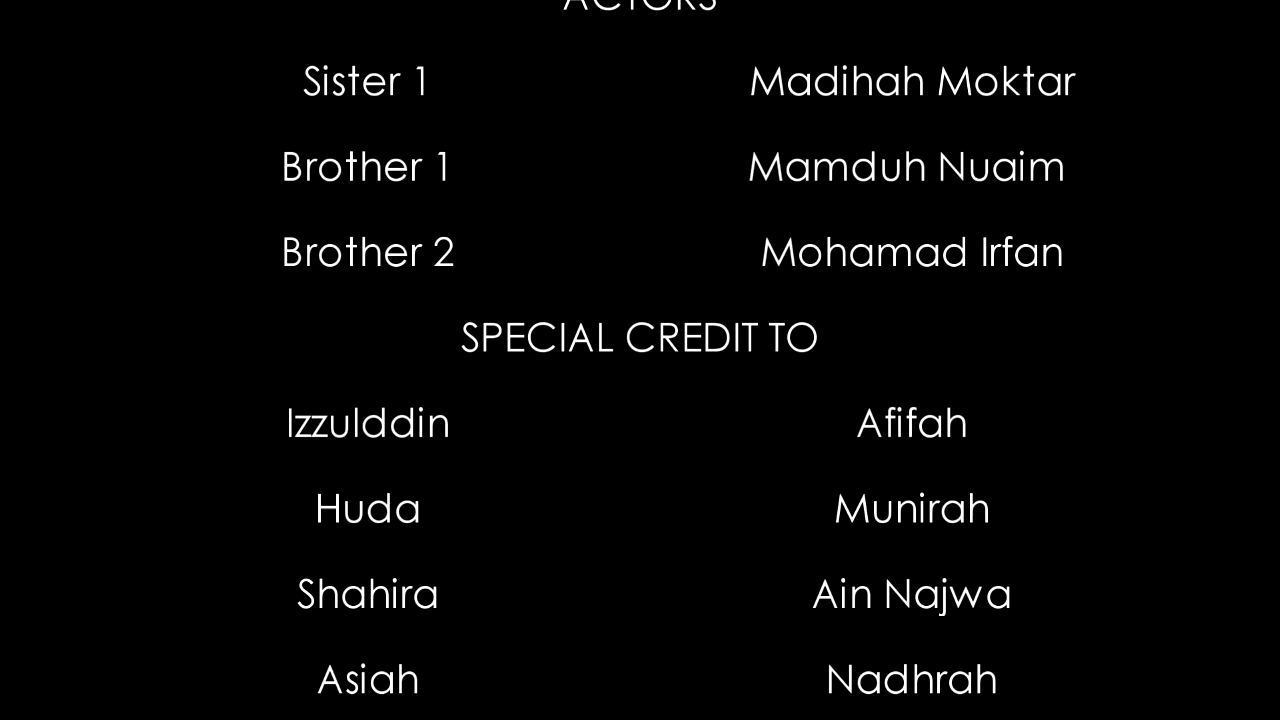 ACTORS
Sister 1 Madihah Moktar
Brother 1 Mamduh Nuaim
Brother 2 Mohamad Irfan
SPECIAL CREDIT TO
Izzulddin Afifah
Huda Munirah
Shahira Ain Najwa
Asiah Nadhrah